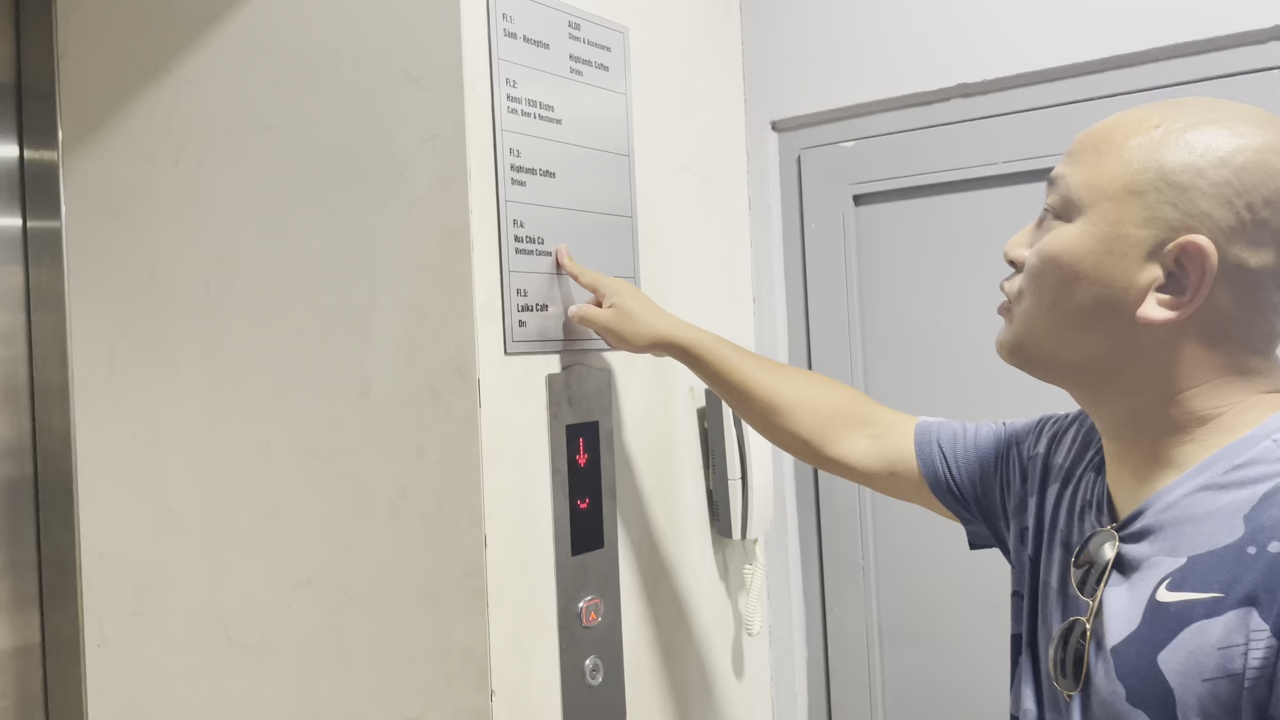 Fl.1:
Sảnh - Reception
ALDO
Shoes & Accessories
Highlands Coffee
Drinks
Fl.2:
Hanoi 1930 Bistro
Cafe, Beer & Restaurant
Fl.3:
Highlands Coffee
Drinks
Fl.4:
Vua Chả Cá
Vietnam Cuisine
Fl.5:
Laika Cafe
Dri